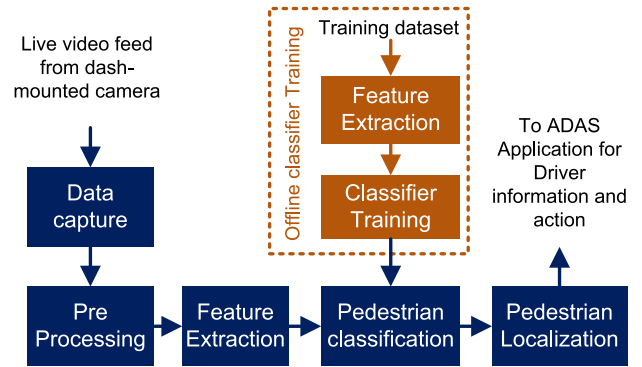 Live video feed
from dash-
mounted camera
Data
capture
Pre
Processing
Feature
Extraction
Offline classifier Training
Training dataset
Feature
Extraction
Classifier
Training
Pedestrian
classification
Pedestrian
Localization
To ADAS
Application for
Driver
information and
action